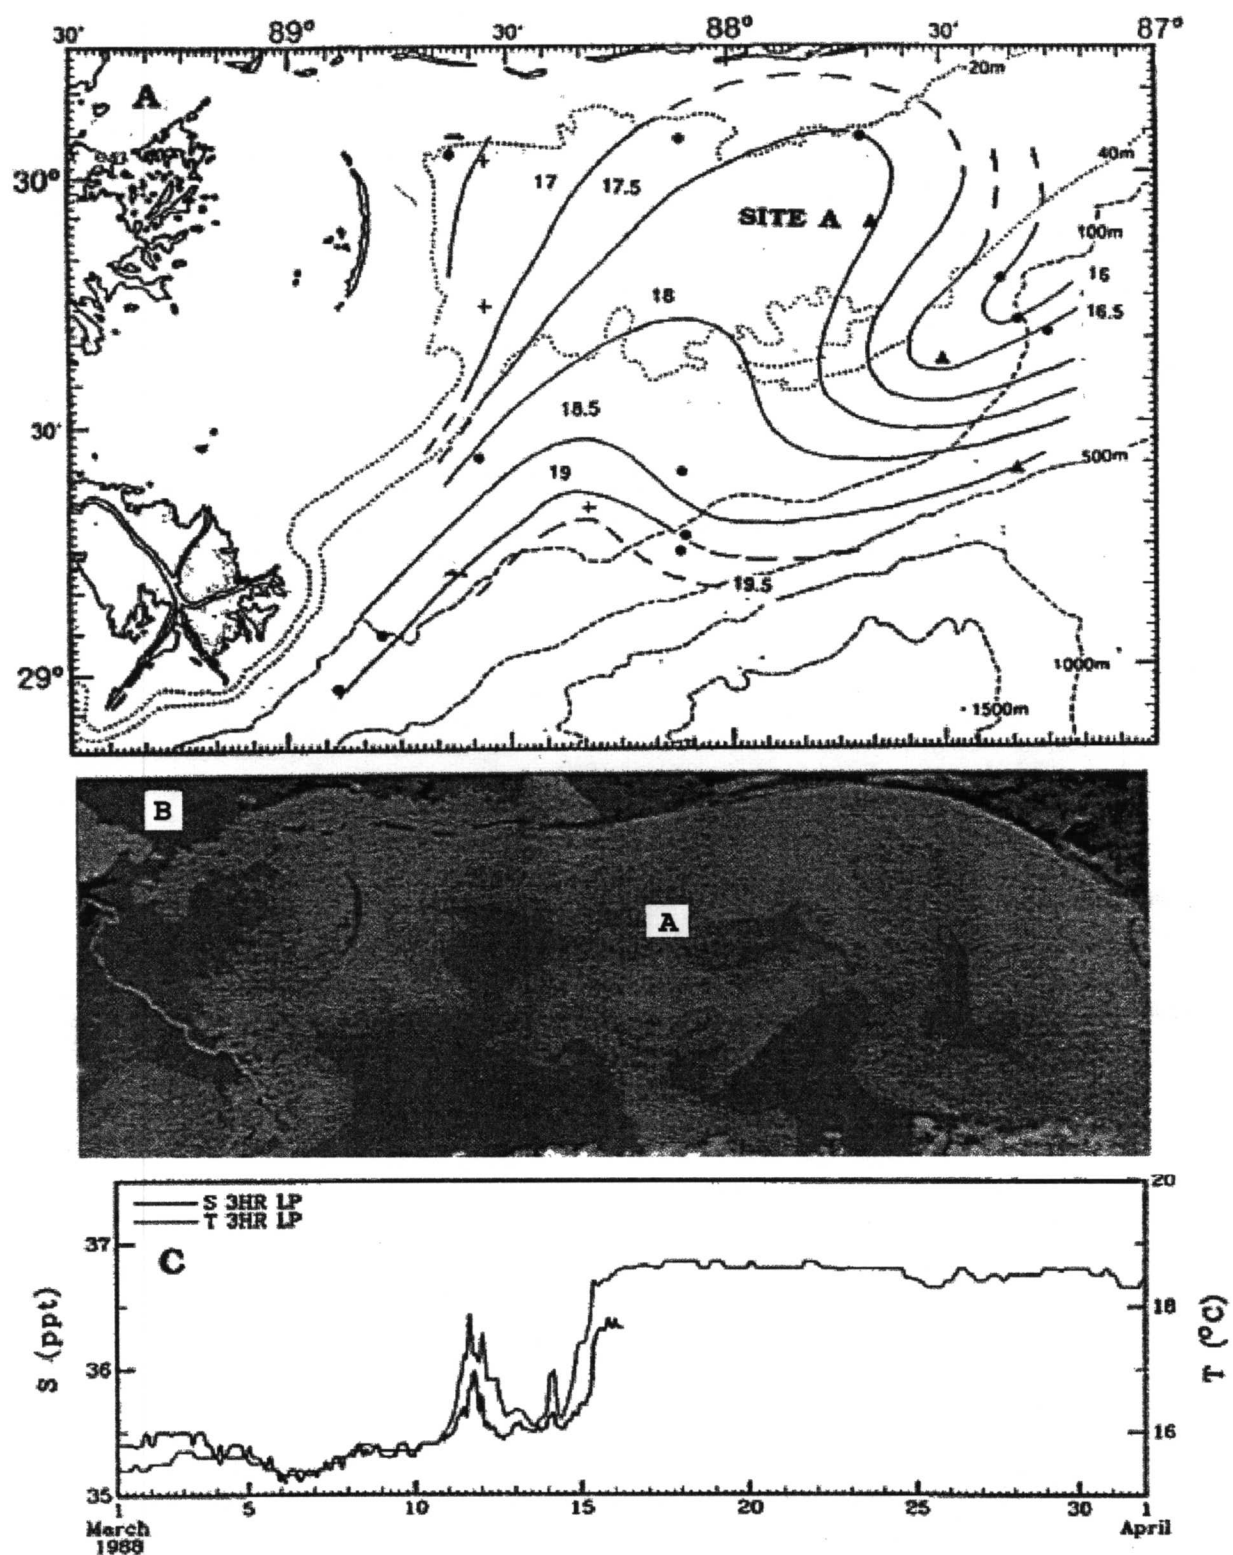 30' 89° 30' 88° 30' 87°
A
20m
30°
17 17.5
40m
SITE A
100m
16
18
16.5
18.5
30'
19
500m
19.5
29°
1000m
1500m
B
A
S 3HR LP
T 3HR LP
C
20
37
S (ppt)
18
T (°C)
36
16
35
1 5 10 15 20 25 30 1
March April
1988